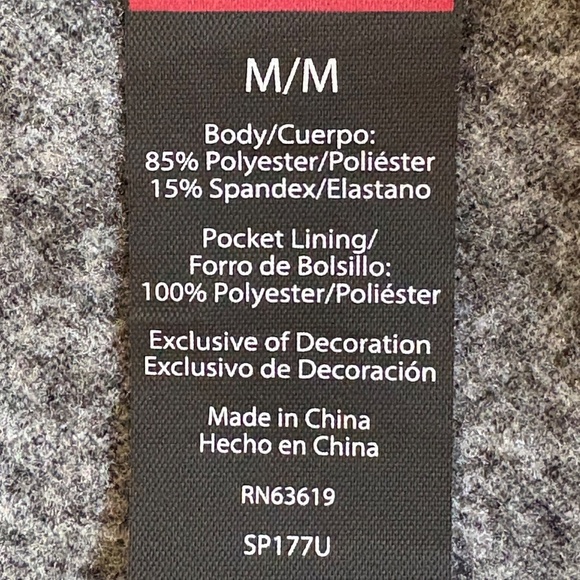 M/M
Body/Cuerpo:
85% Polyester/Poliéster
15% Spandex/Elastano
Pocket Lining/
Forro de Bolsillo:
100% Polyester/Poliéster
Exclusive of Decoration
Exclusivo de Decoración
Made in China
Hecho en China
RN63619
SP177U